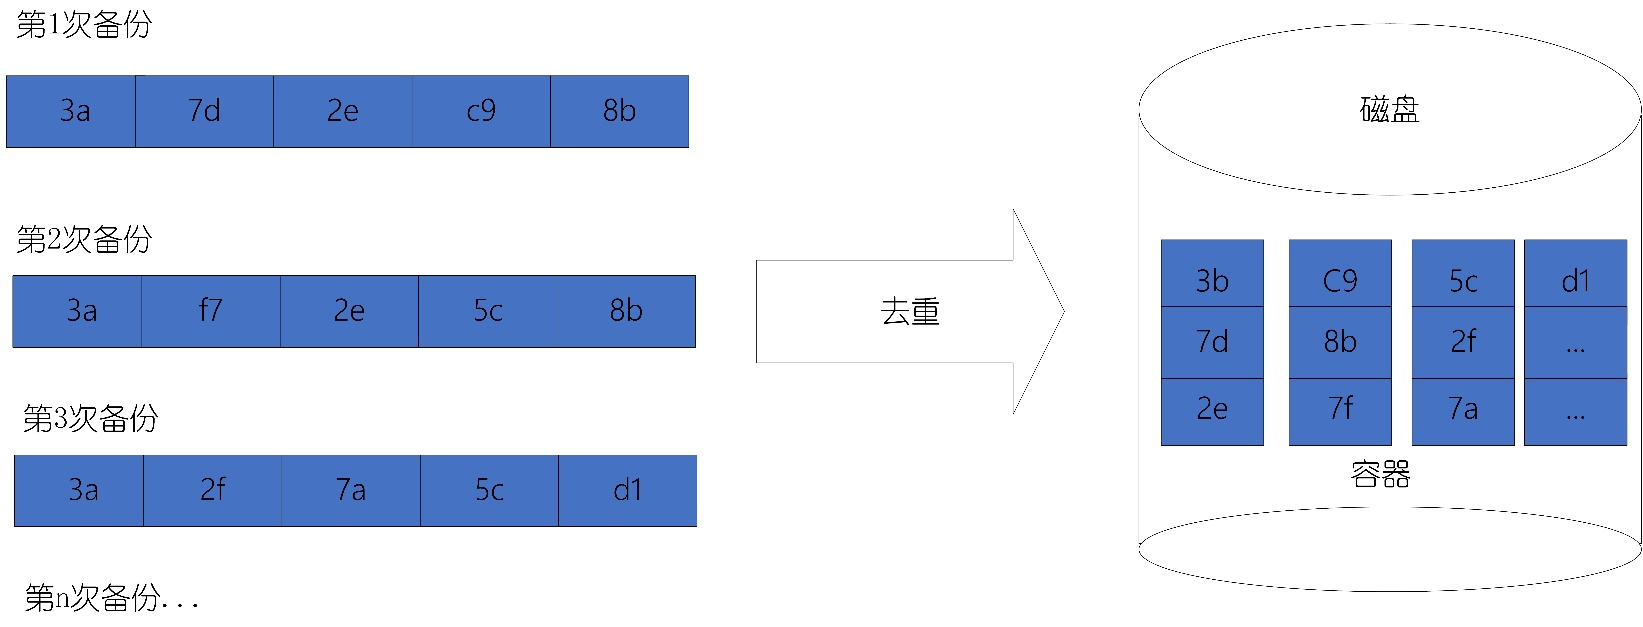 第1次备份
3a 7d 2e c9 8b
第2次备份
3a f7 2e 5c 8b
第3次备份
3a 2f 7a 5c d1
第n次备份...
去重
磁盘
3b C9 5c d1
7d 8b 2f ...
2e 7f 7a ...
容器